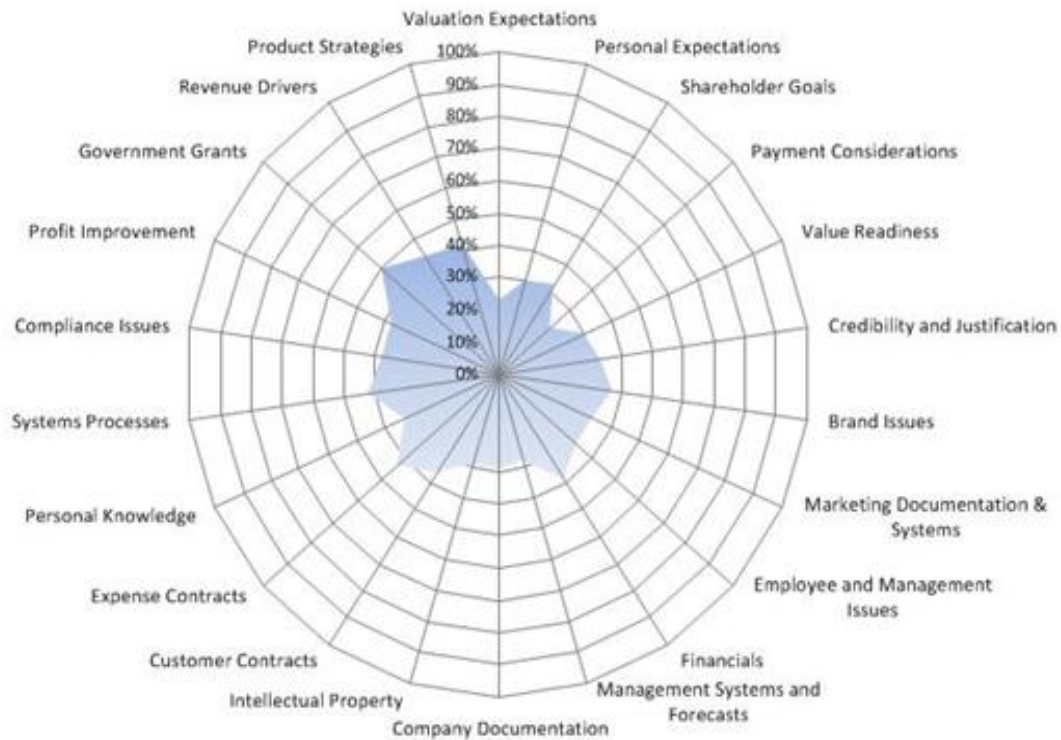 Valuation Expectations
Product Strategies
100%
Personal Expectations
Revenue Drivers
90%
Shareholder Goals
80%
Government Grants
70%
Payment Considerations
60%
Profit Improvement
50%
Value Readiness
40%
30%
Compliance Issues
20%
Credibility and Justification
10%
0%
Systems Processes
Brand Issues
Personal Knowledge
Marketing Documentation &
Systems
Expense Contracts
Employee and Management
Issues
Customer Contracts
Financials
Intellectual Property
Management Systems and
Forecasts
Company Documentation